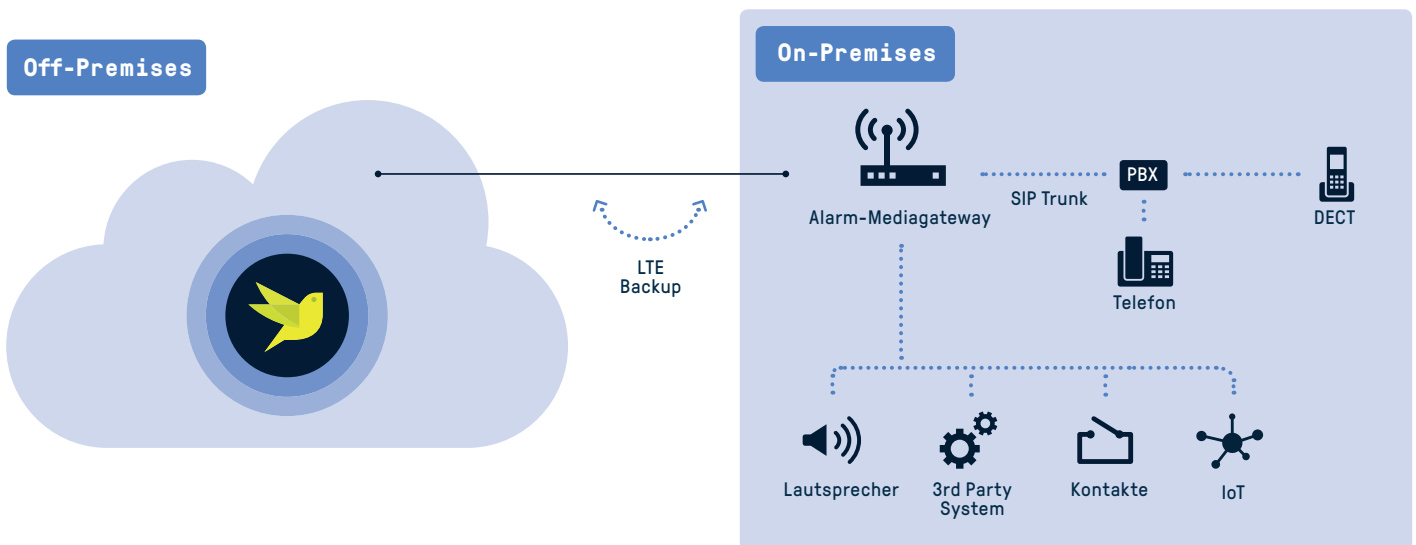 Off-Premises
On-Premises
PBX
SIP Trunk
Alarm-Mediagateway
DECT
LTE
Backup
Telefon
Lautsprecher
3rd Party
System
Kontakte
IoT